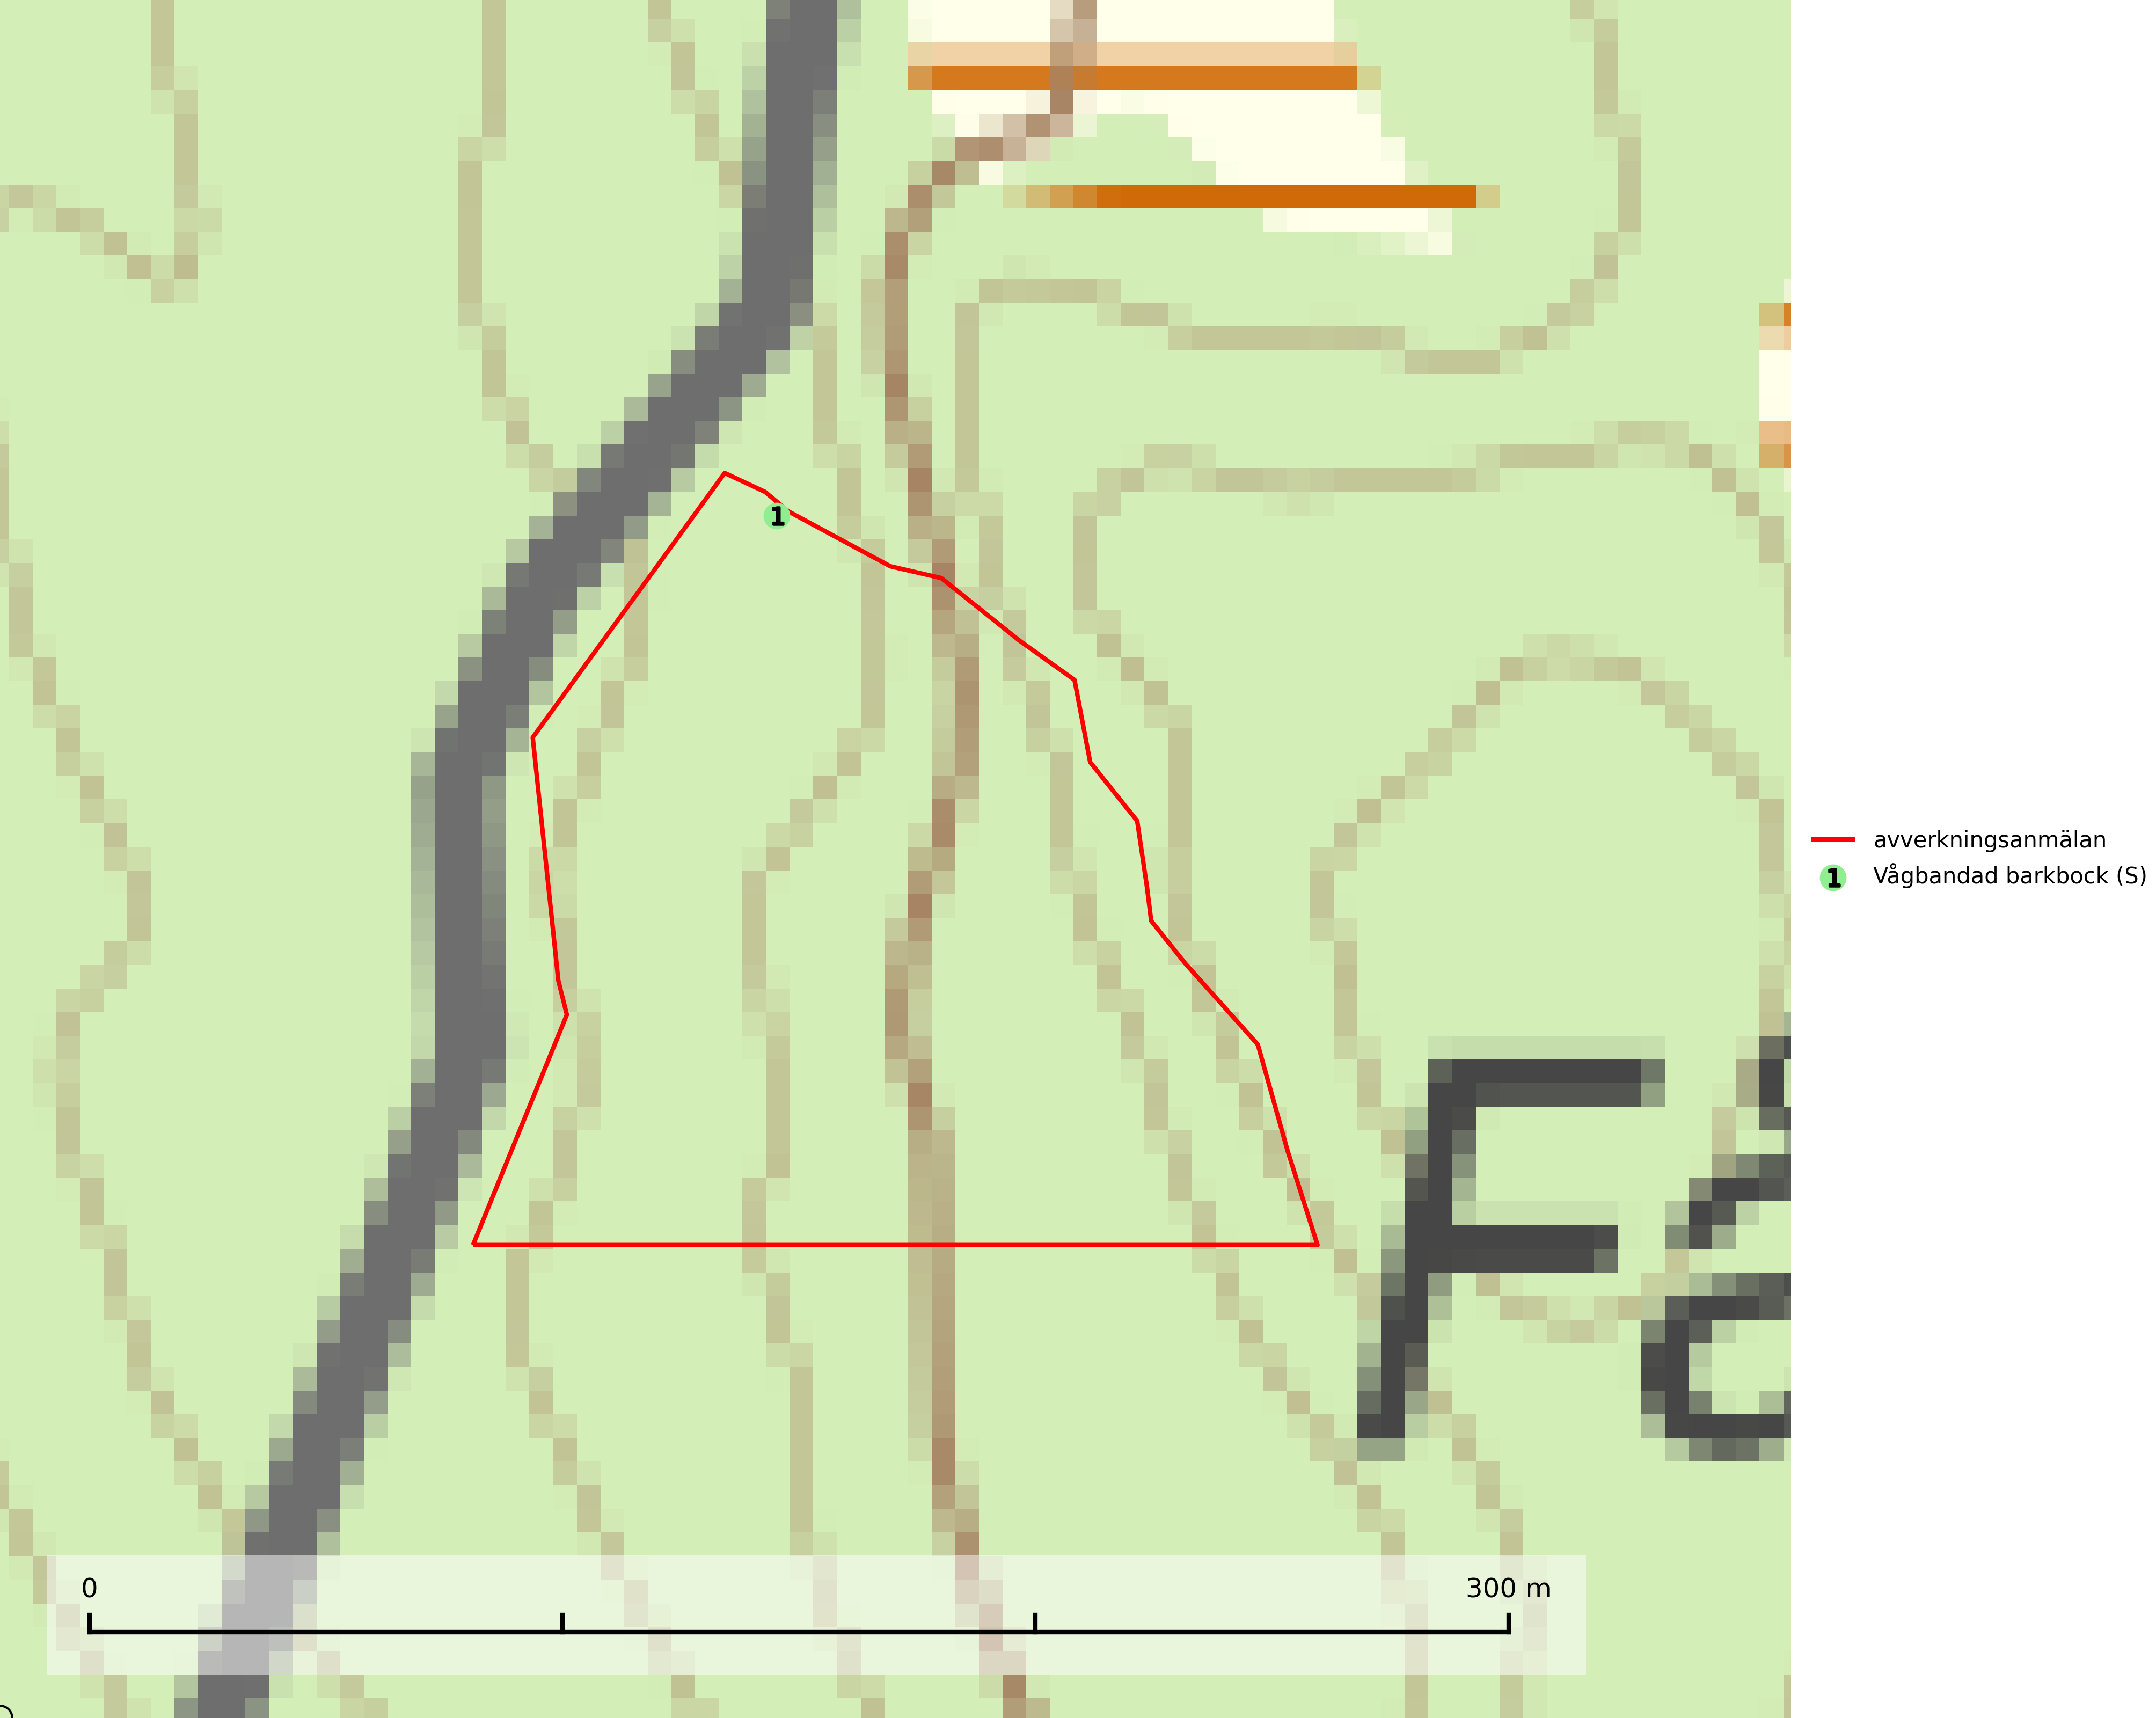 1
avverkningsanmälan
1 Vågbandad barkbock (S)
F
0 300 m